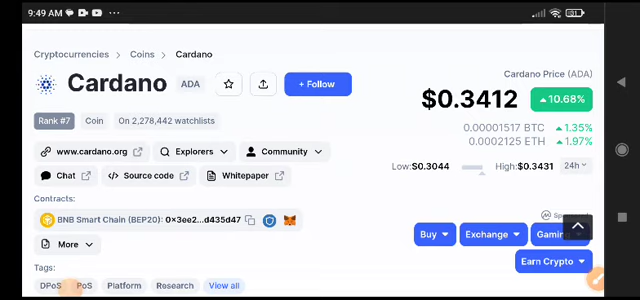 9:49 AM
31
Cryptocurrencies > Coins > Cardano
Cardano ADA + Follow
Rank #7 Coin On 2,278,442 watchlists
www.cardano.org Explorers Community
Chat Source code Whitepaper
Contracts:
BNB Smart Chain (BEP20): 0x3ee2...d435d47
More
Tags:
DPoS PoS Platform Research View all
Cardano Price (ADA)
$0.3412 10.68%
0.00001517 BTC 1.35%
0.0002125 ETH 1.97%
Low:$0.3044 High:$0.3431 24h
Buy Exchange Gaming
Earn Crypto